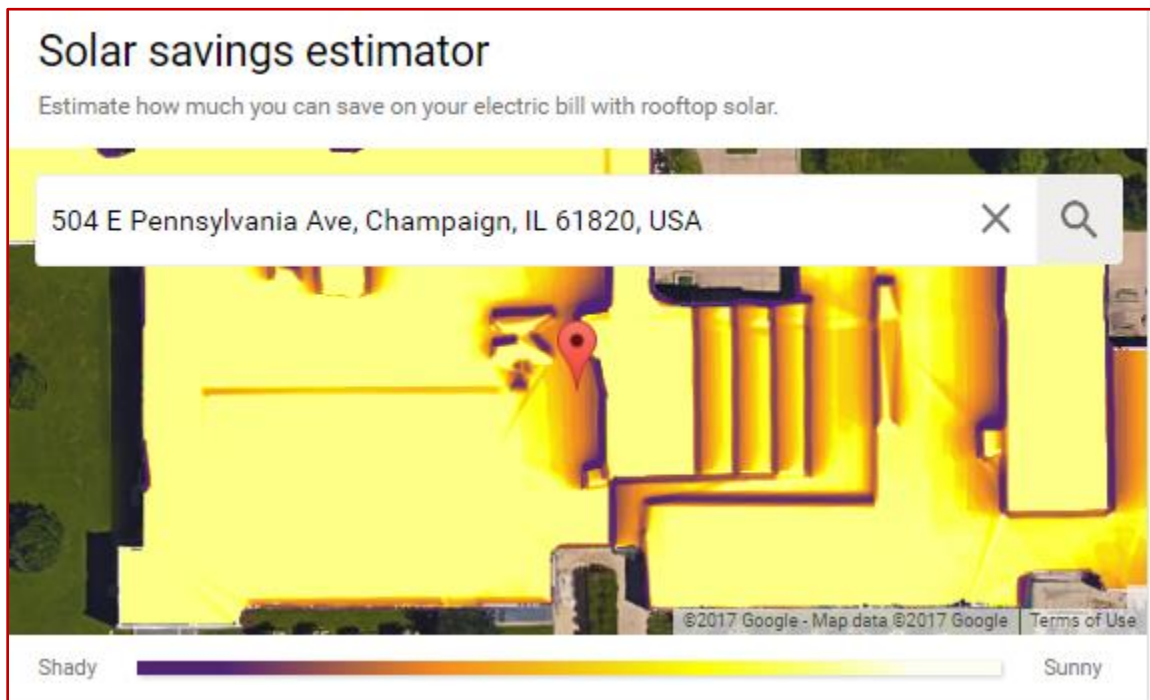 Solar savings estimator
Estimate how much you can save on your electric bill with rooftop solar.
504 E Pennsylvania Ave, Champaign, IL 61820, USA
©2017 Google - Map data ©2017 Google Terms of Use
Shady Sunny